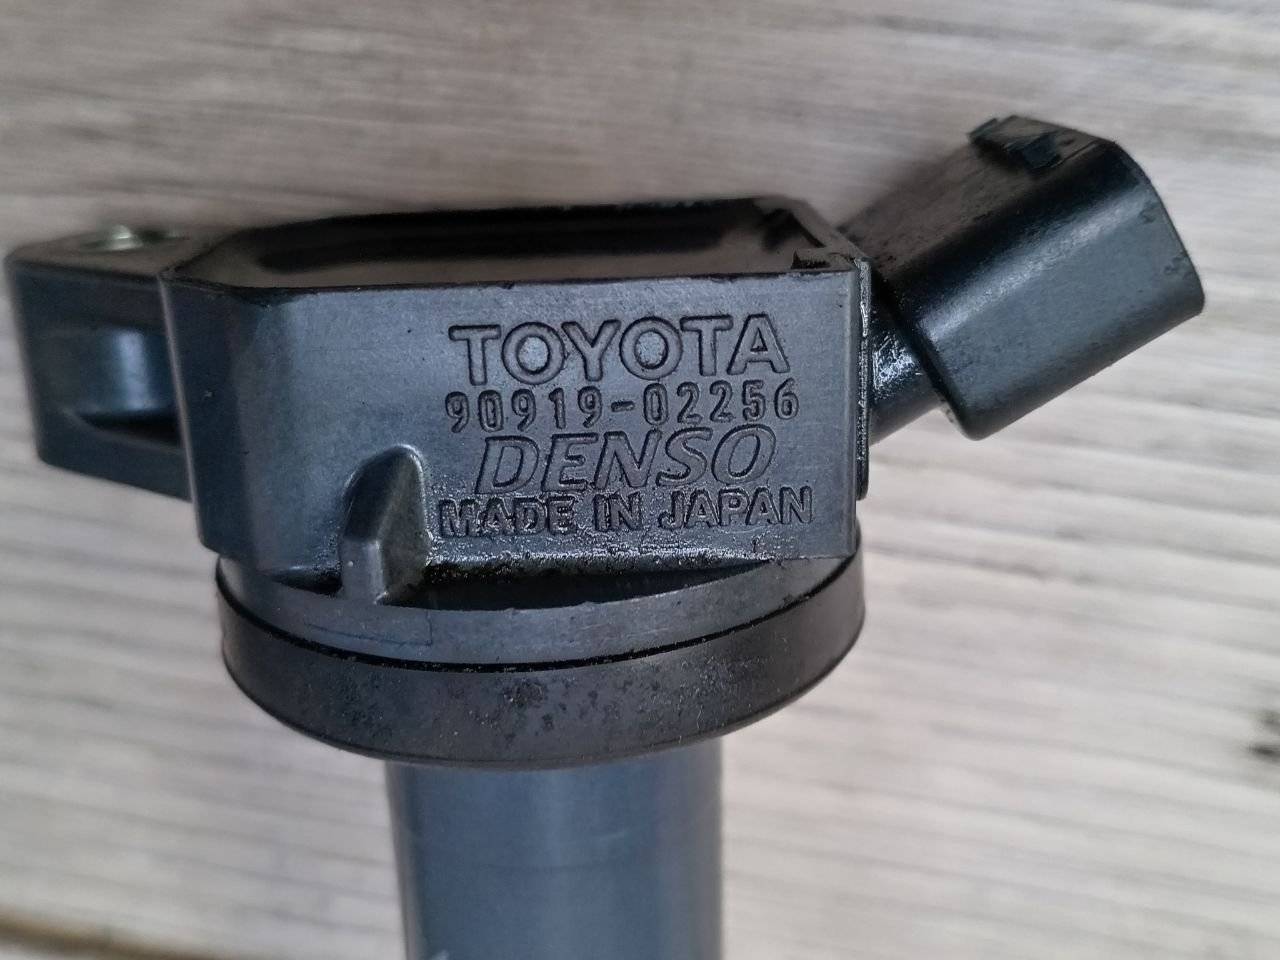 TOYOTA
90919-02256
DENSO
MADE IN JAPAN